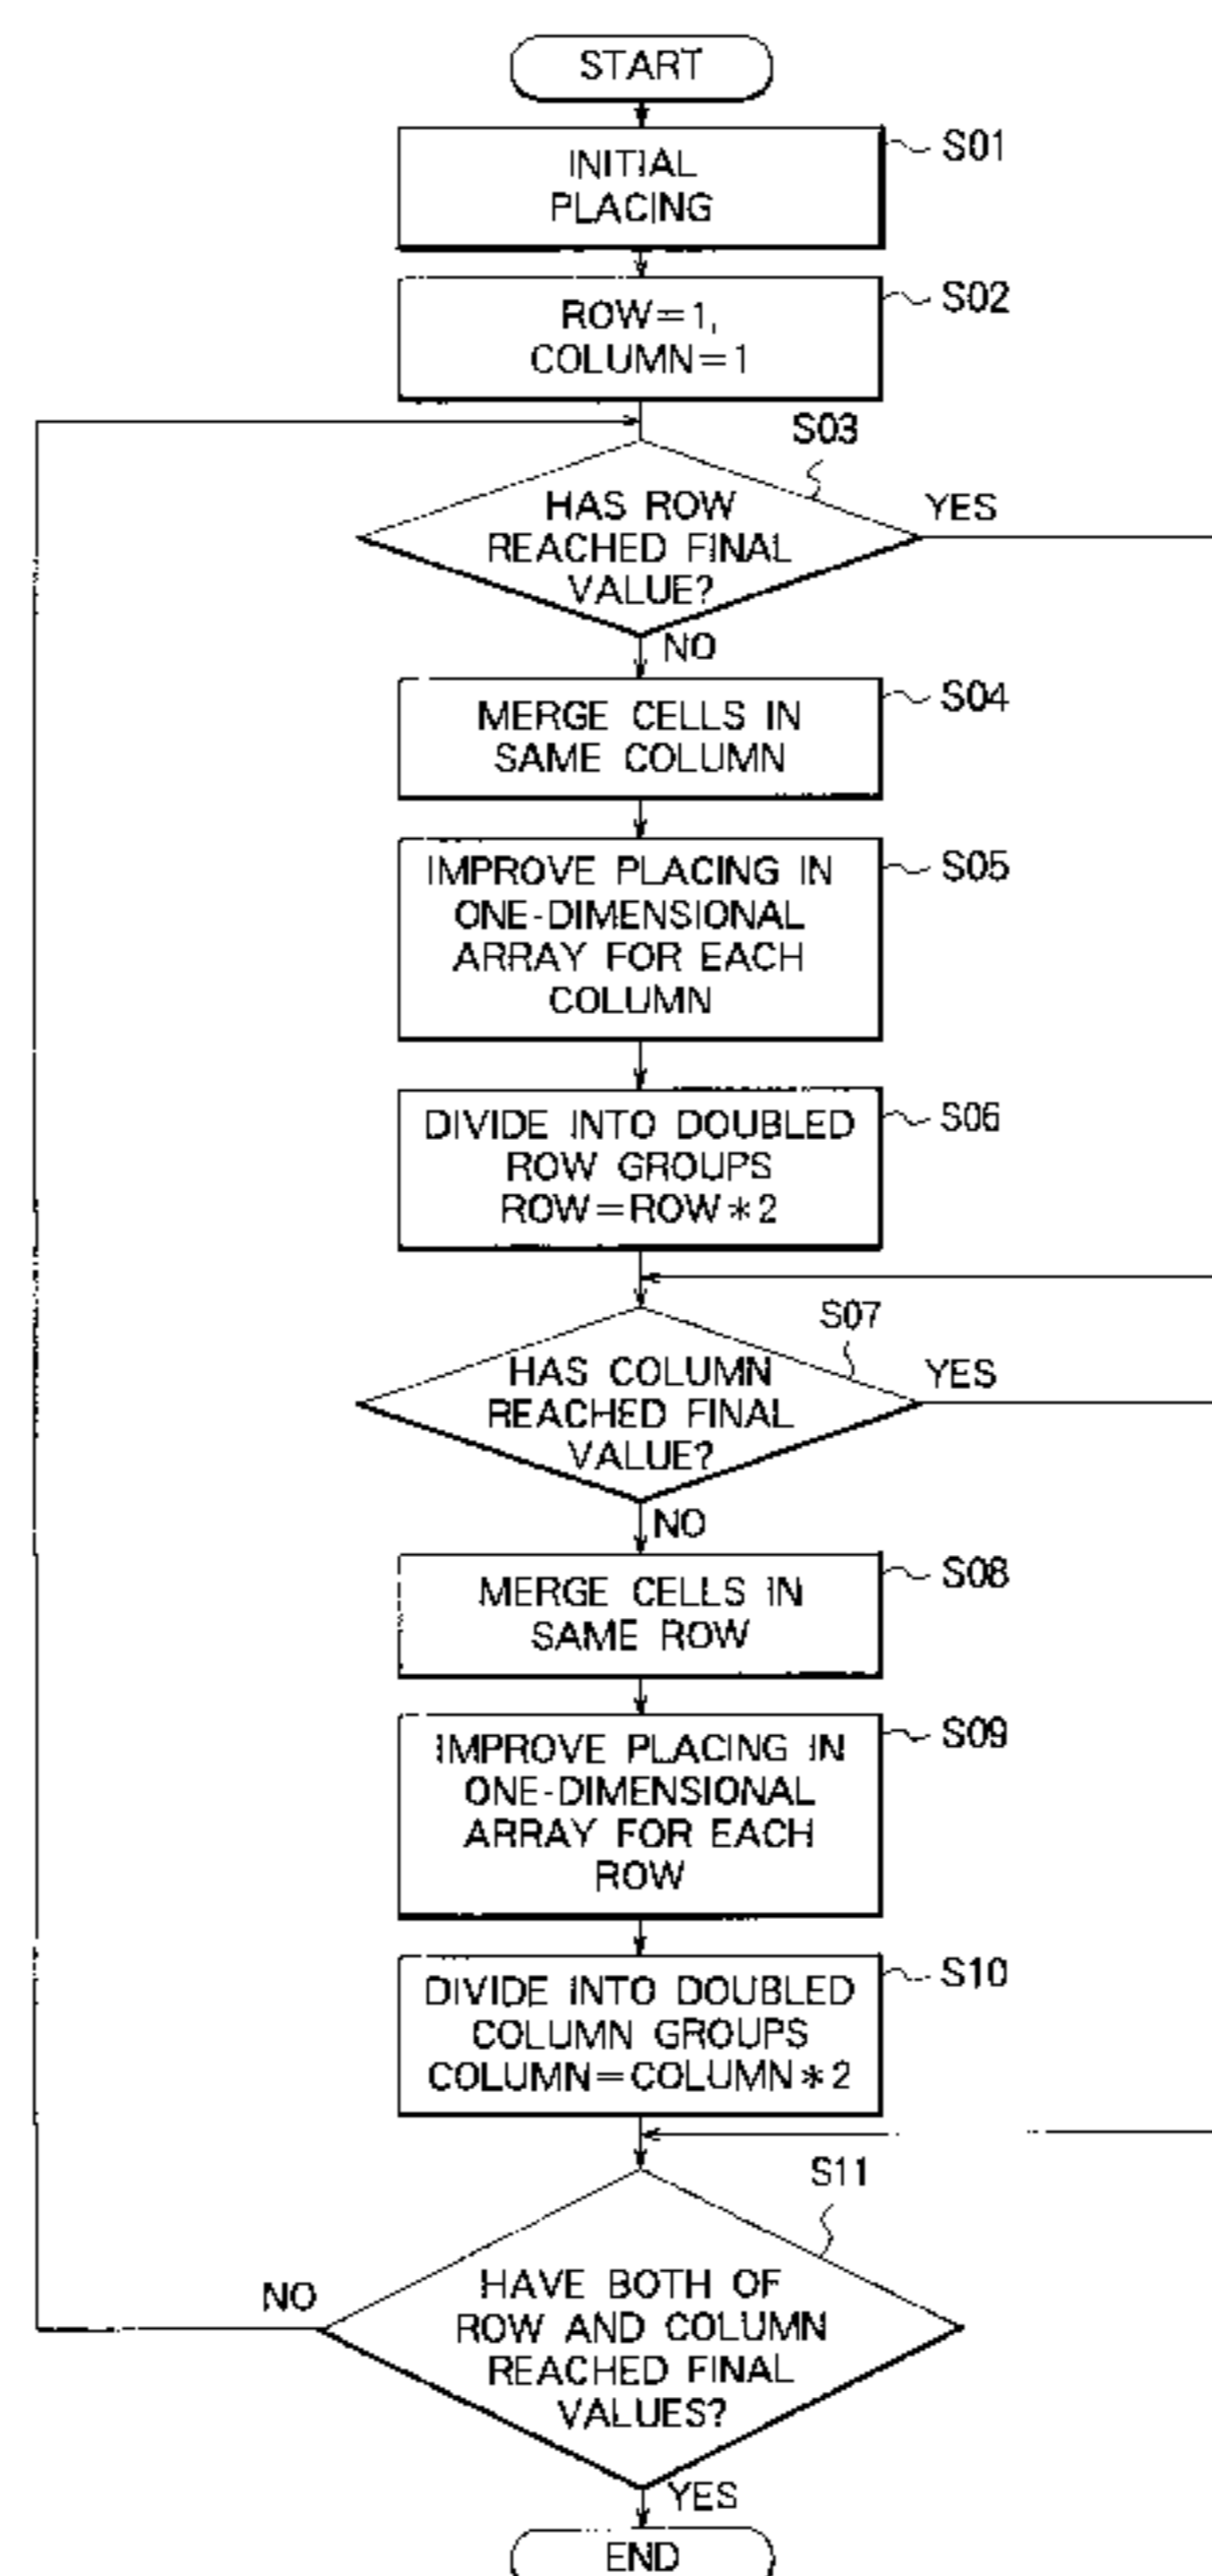 START
INITIAL
PLACING
S01
ROW=1,
COLUMN=1
S02
S03
HAS ROW
REACHED FINAL
VALUE?
YES
NO
MERGE CELLS IN
SAME COLUMN
S04
IMPROVE PLACING IN
ONE-DIMENSIONAL
ARRAY FOR EACH
COLUMN
S05
DIVIDE INTO DOUBLED
ROW GROUPS
ROW=ROW*2
S06
S07
HAS COLUMN
REACHED FINAL
VALUE?
YES
NO
MERGE CELLS IN
SAME ROW
S08
IMPROVE PLACING IN
ONE-DIMENSIONAL
ARRAY FOR EACH
ROW
S09
DIVIDE INTO DOUBLED
COLUMN GROUPS
COLUMN=COLUMN*2
S10
S11
HAVE BOTH OF
ROW AND COLUMN
REACHED FINAL
VALUES?
NO
YES
END